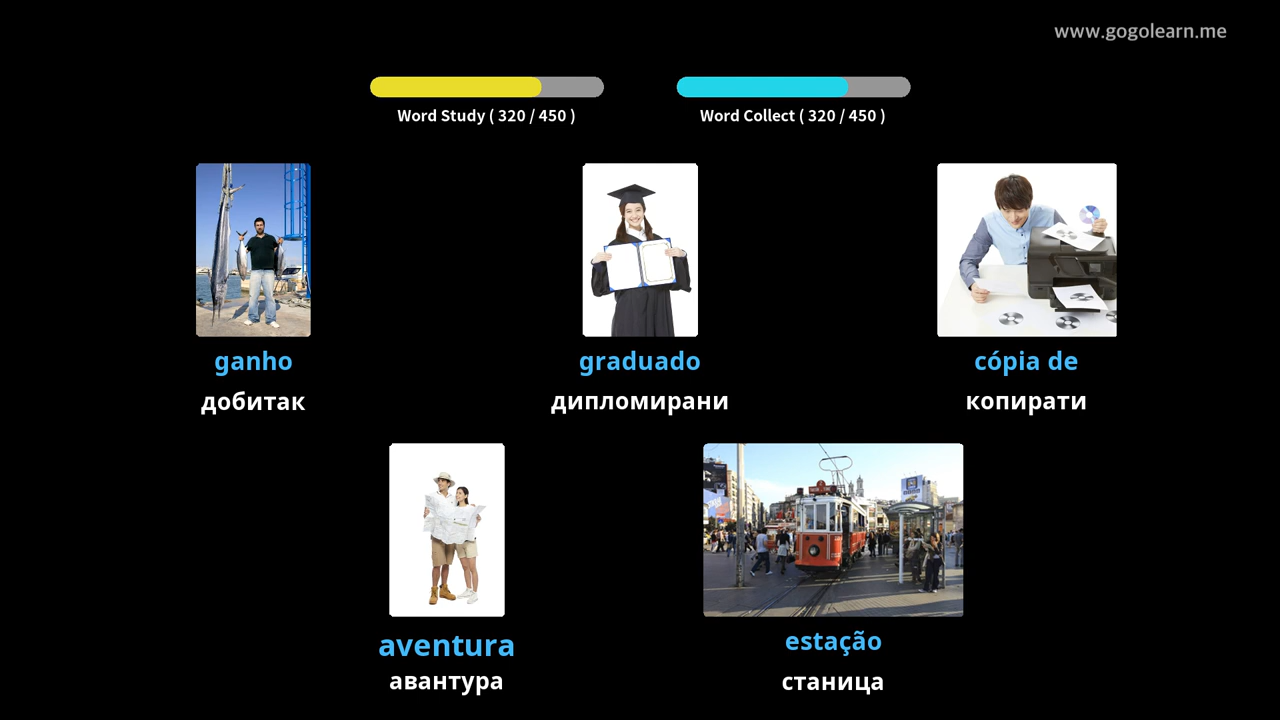 www.gogolearn.me
Word Study ( 320 / 450 )
Word Collect ( 320 / 450 )
ganho
добитак
graduado
дипломирани
cópia de
копирати
aventura
авантура
estação
станица